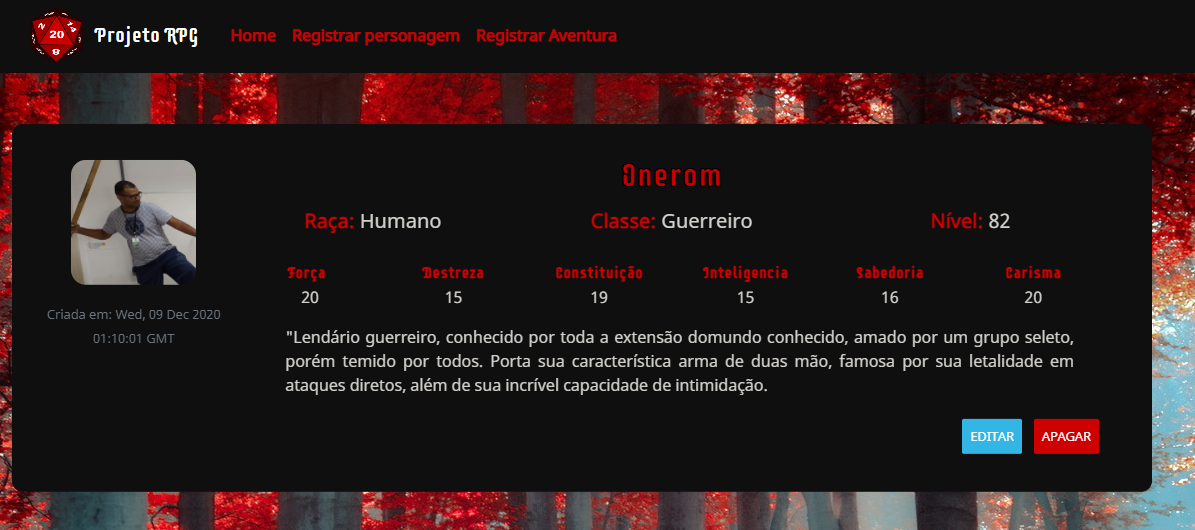 2 20 14 8
Projeto RPG Home Registrar personagem Registrar Aventura
Onerom
Raça: Humano Classe: Guerreiro Nível: 82
Força Destreza Constituição Inteligencia Sabedoria Carisma
20 15 19 15 16 20
Criada em: Wed, 09 Dec 2020
01:10:01 GMT
"Lendário guerreiro, conhecido por toda a extensão domundo conhecido, amado por um grupo seleto,
porém temido por todos. Porta sua característica arma de duas mão, famosa por sua letalidade em
ataques diretos, além de sua incrível capacidade de intimidação.
EDITAR APAGAR